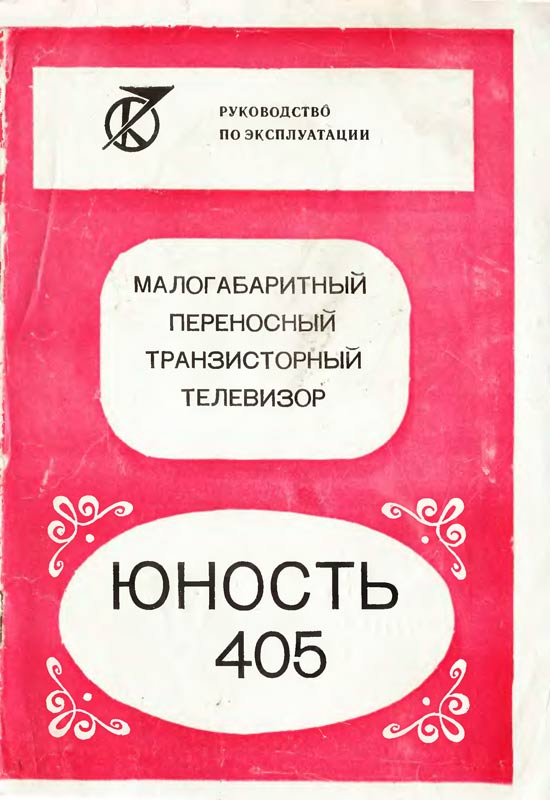 РУКОВОДСТВО
ПО ЭКСПЛУАТАЦИИ
МАЛОГАБАРИТНЫЙ
ПЕРЕНОСНЫЙ
ТРАНЗИСТОРНЫЙ
ТЕЛЕВИЗОР
ЮНОСТЬ
405